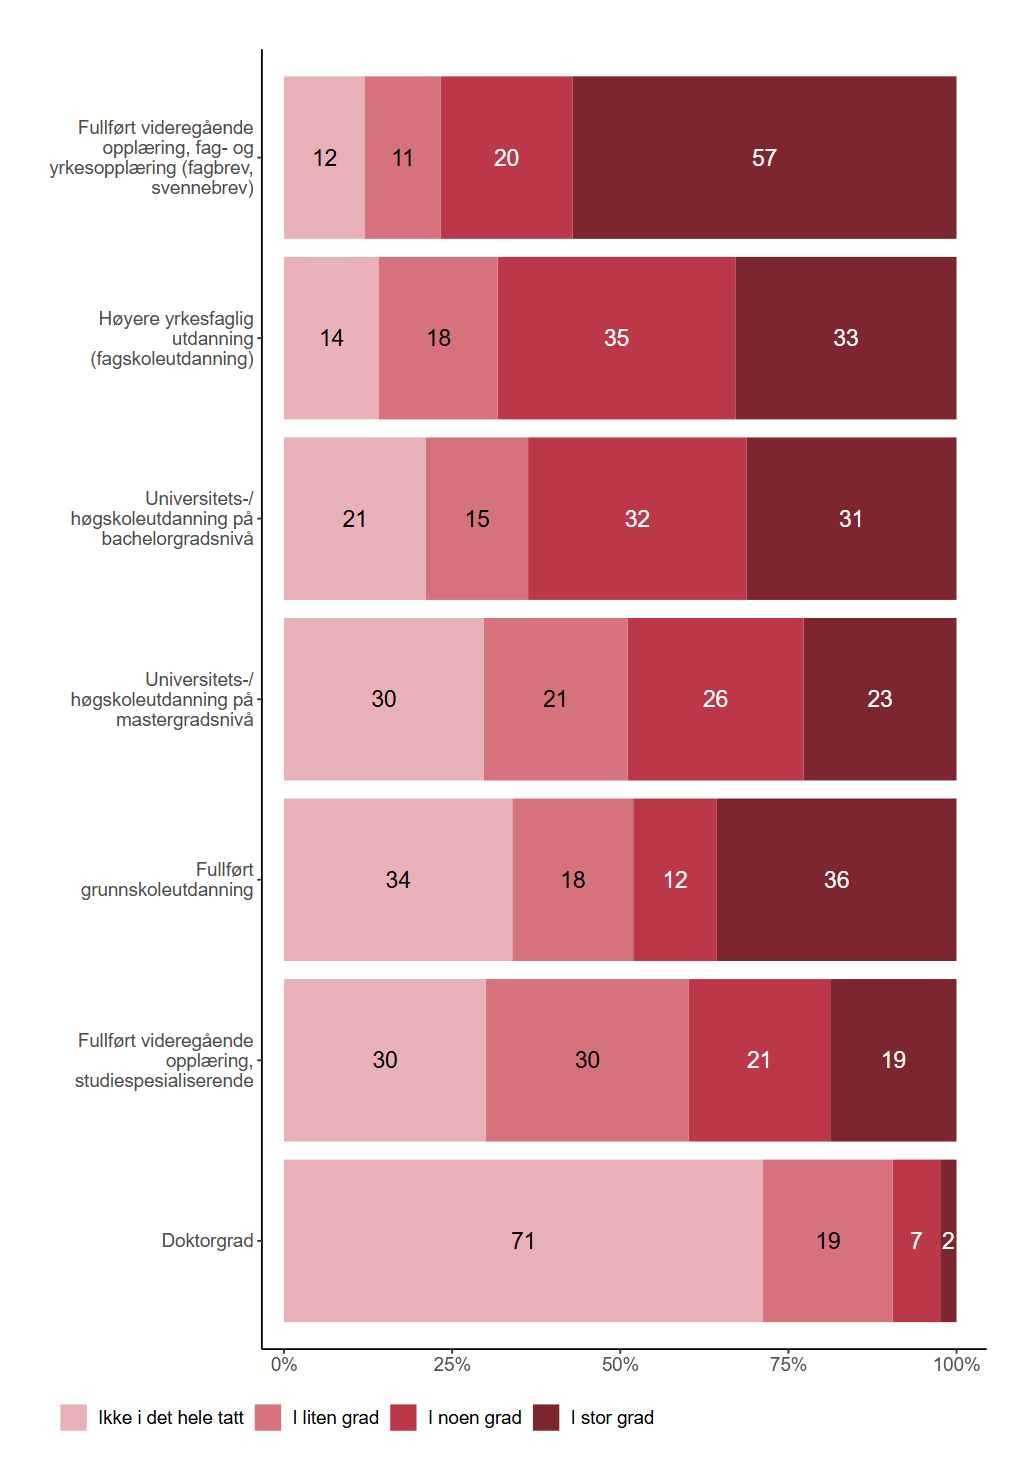 Fullført videregående
opplæring, fag- og
yrkesopplæring (fagbrev,
svennebrev)
12 11 20 57
Høyere yrkesfaglig
utdanning
(fagskoleutdanning)
14 18 35 33
Universitets-/
høgskoleutdanning på
bachelorgradsnivå
21 15 32 31
Universitets-/
høgskoleutdanning på
mastergradsnivå
30 21 26 23
Fullført
grunnskoleutdanning
34 18 12 36
Fullført videregående
opplæring,
studiespesialiserende
30 30 21 19
Doktorgrad
71 19 7 2
0% 25% 50% 75% 100%
Ikke i det hele tatt I liten grad I noen grad I stor grad